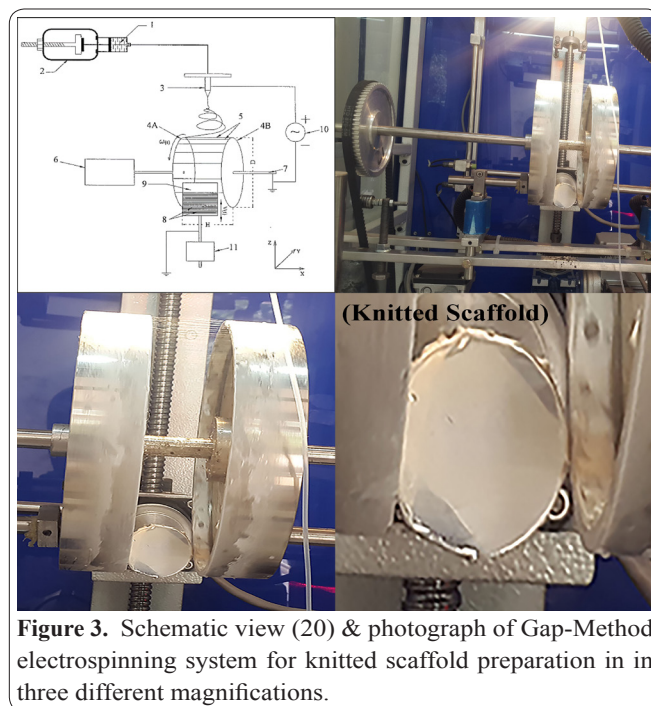 1
2
3
4A
5
4B
ω(t)
10
6
D
7
9
8
H
11
z
y
x
(Knitted Scaffold)
Figure 3. Schematic view (20) & photograph of Gap-Method
electrospinning system for knitted scaffold preparation in in
three different magnifications.